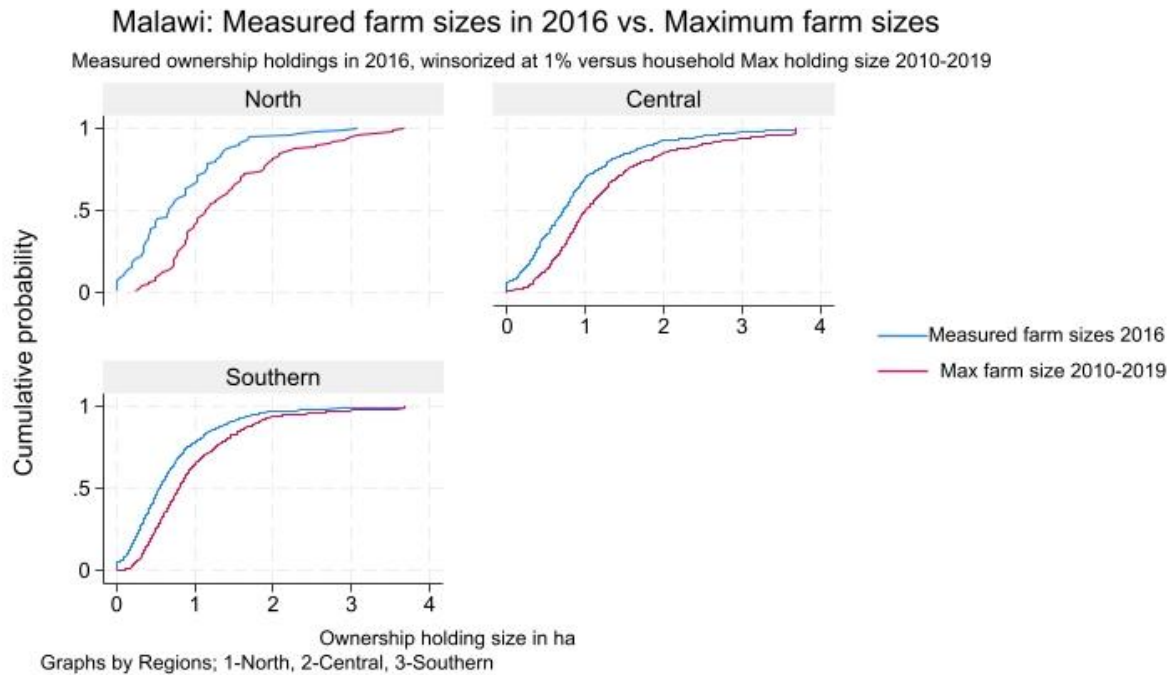 Malawi: Measured farm sizes in 2016 vs. Maximum farm sizes
Measured ownership holdings in 2016, winsorized at 1% versus household Max holding size 2010-2019
North
Central
1
.5
0
0 1 2 3 4
Southern
1
.5
0
0 1 2 3 4
Cumulative probability
Measured farm sizes 2016
Max farm size 2010-2019
Ownership holding size in ha
Graphs by Regions; 1-North, 2-Central, 3-Southern